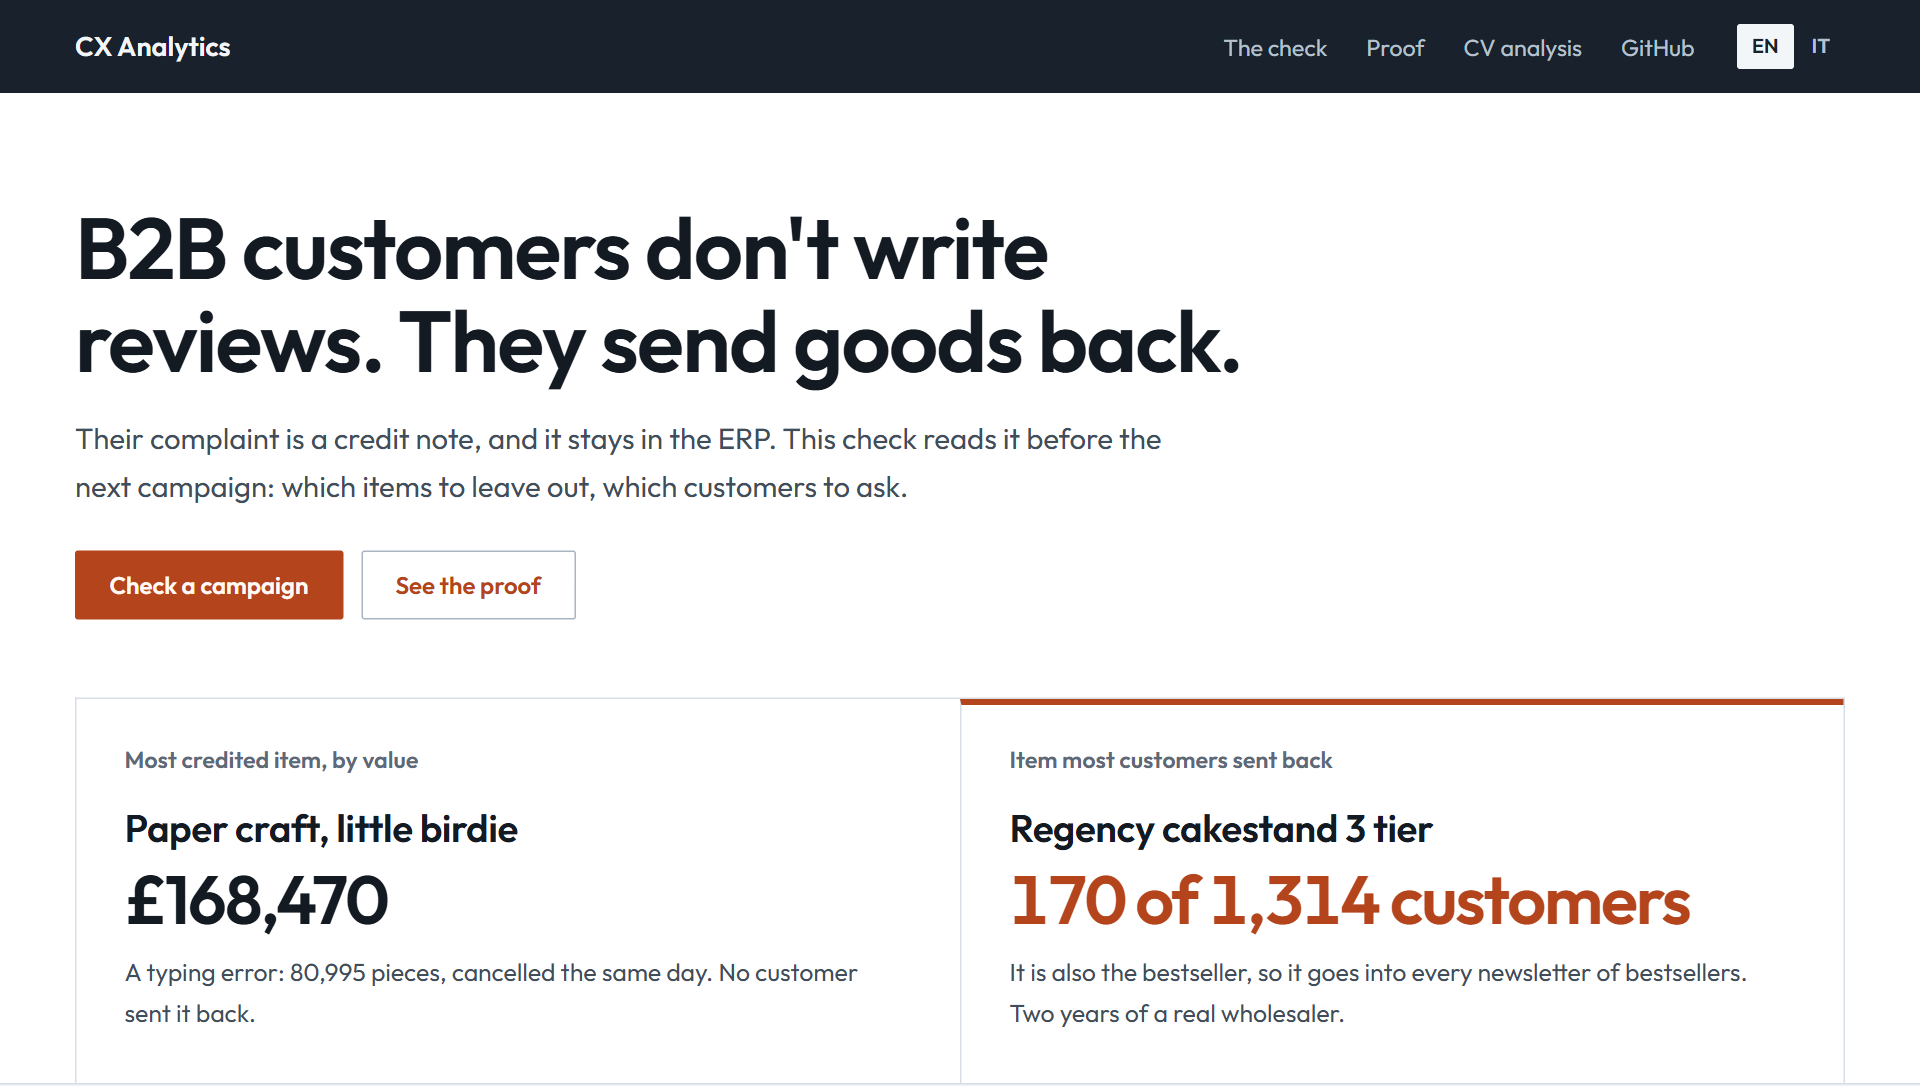 CX Analytics
The check
Proof
CV analysis
GitHub
EN
IT
B2B customers don't write
reviews. They send goods back.
Their complaint is a credit note, and it stays in the ERP. This check reads it before the
next campaign: which items to leave out, which customers to ask.
Check a campaign
See the proof
Most credited item, by value
Paper craft, little birdie
£168,470
A typing error: 80,995 pieces, cancelled the same day. No customer
sent it back.
Item most customers sent back
Regency cakestand 3 tier
170 of 1,314 customers
It is also the bestseller, so it goes into every newsletter of bestsellers.
Two years of a real wholesaler.